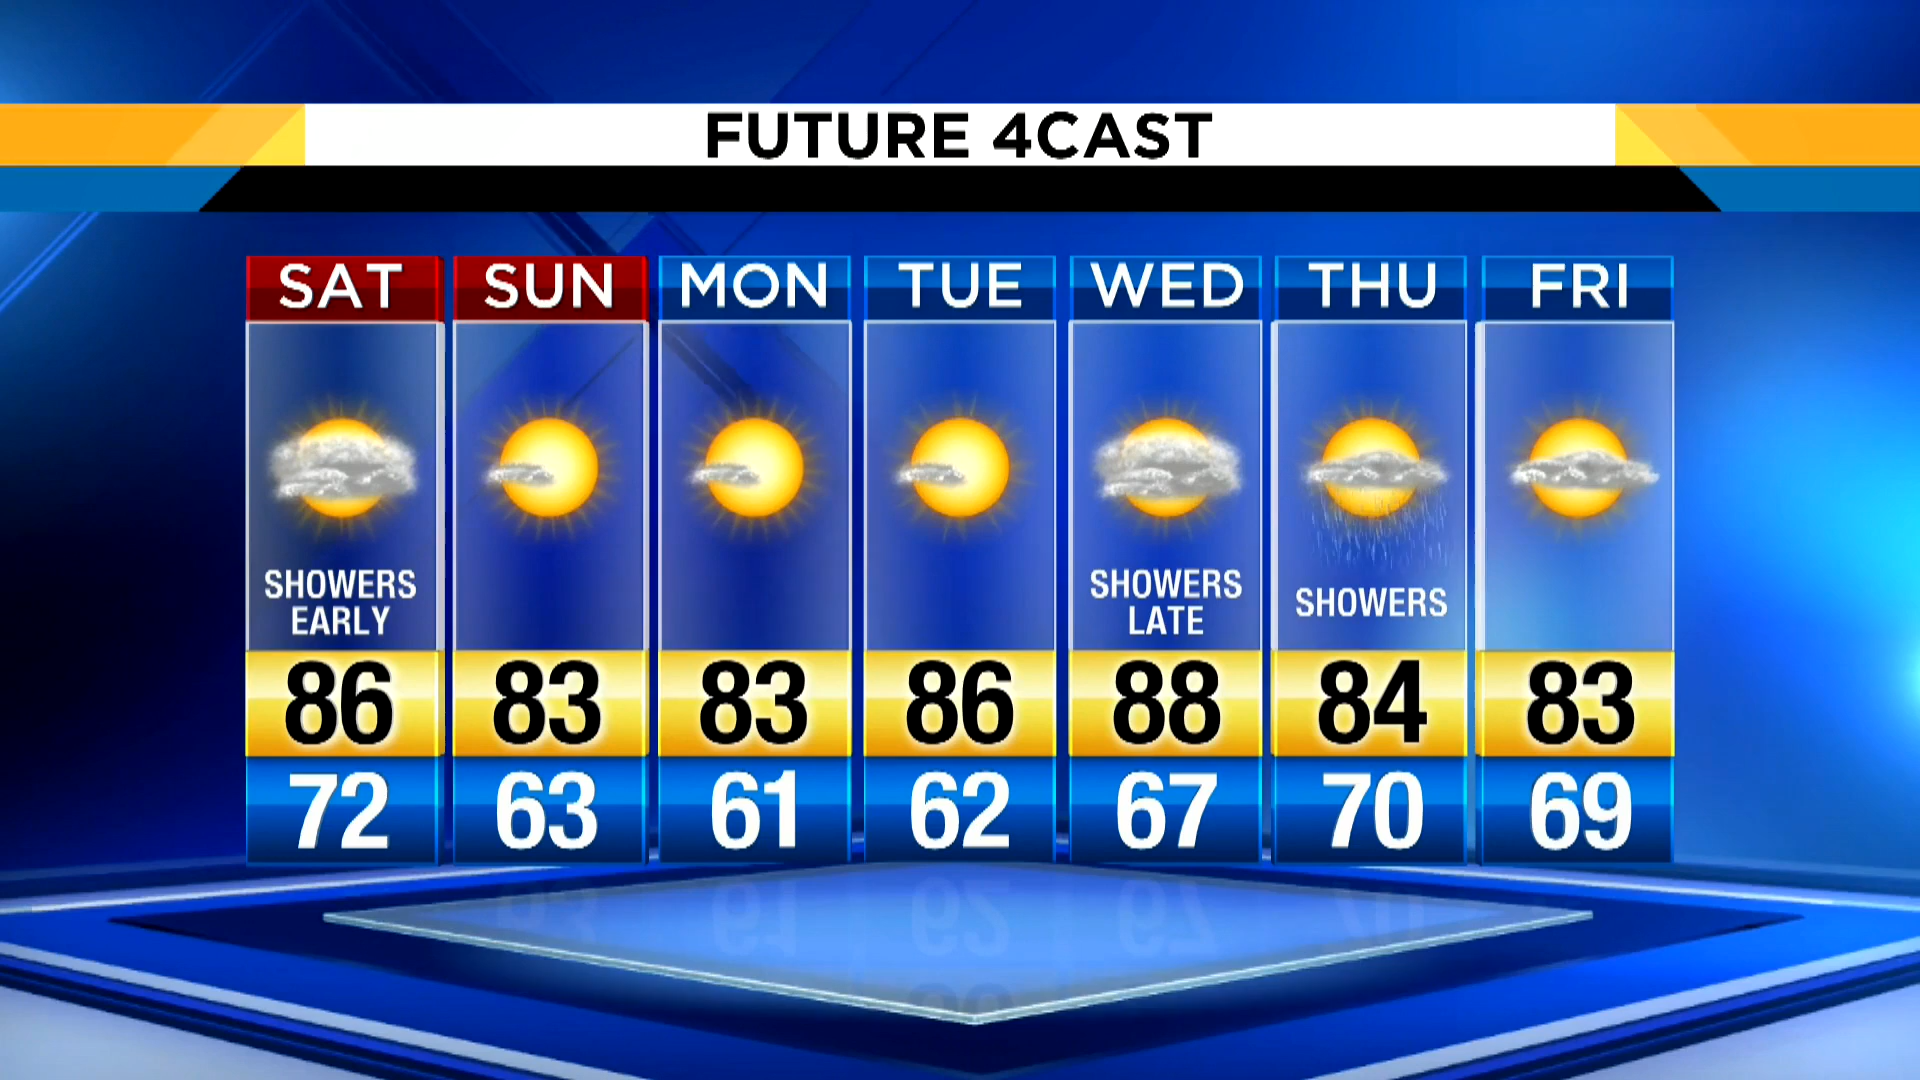 FUTURE 4CAST
SAT SUN MON TUE WED THU FRI
SHOWERS EARLY
SHOWERS LATE
SHOWERS
86 83 83 86 88 84 83
72 63 61 62 67 70 69